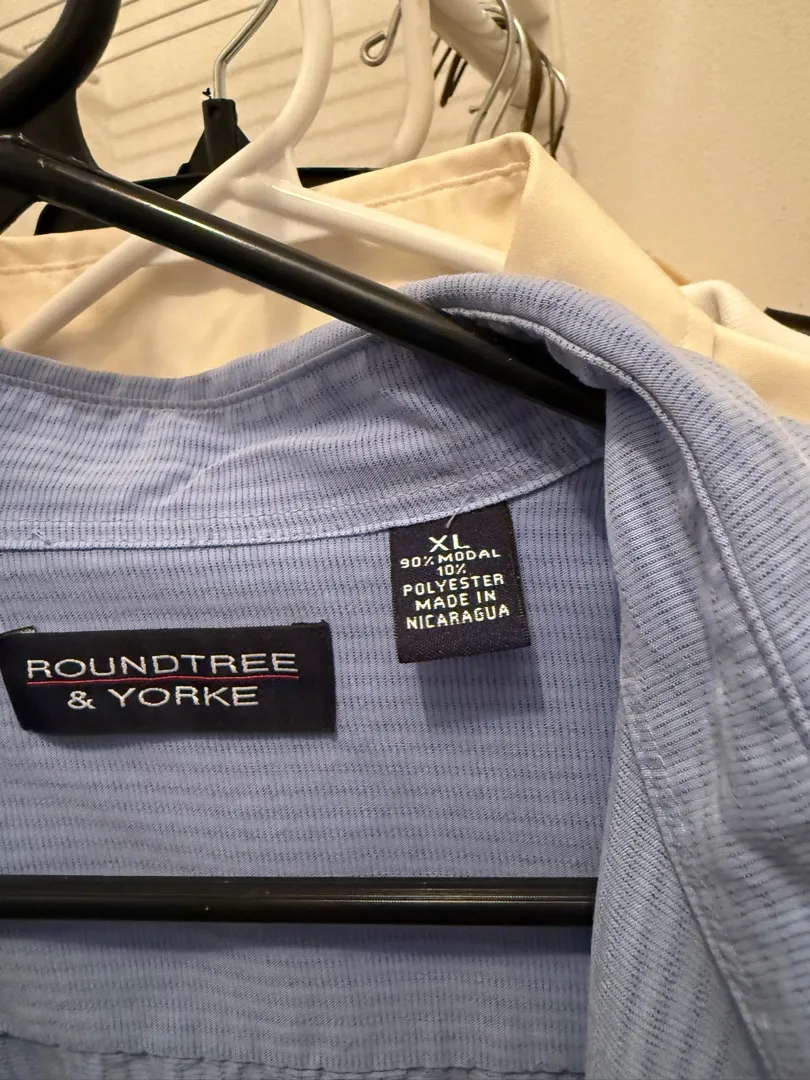 XL
90% MODAL
10%
POLYESTER
MADE IN
NICARAGUA
ROUNDTREE
& YORKE